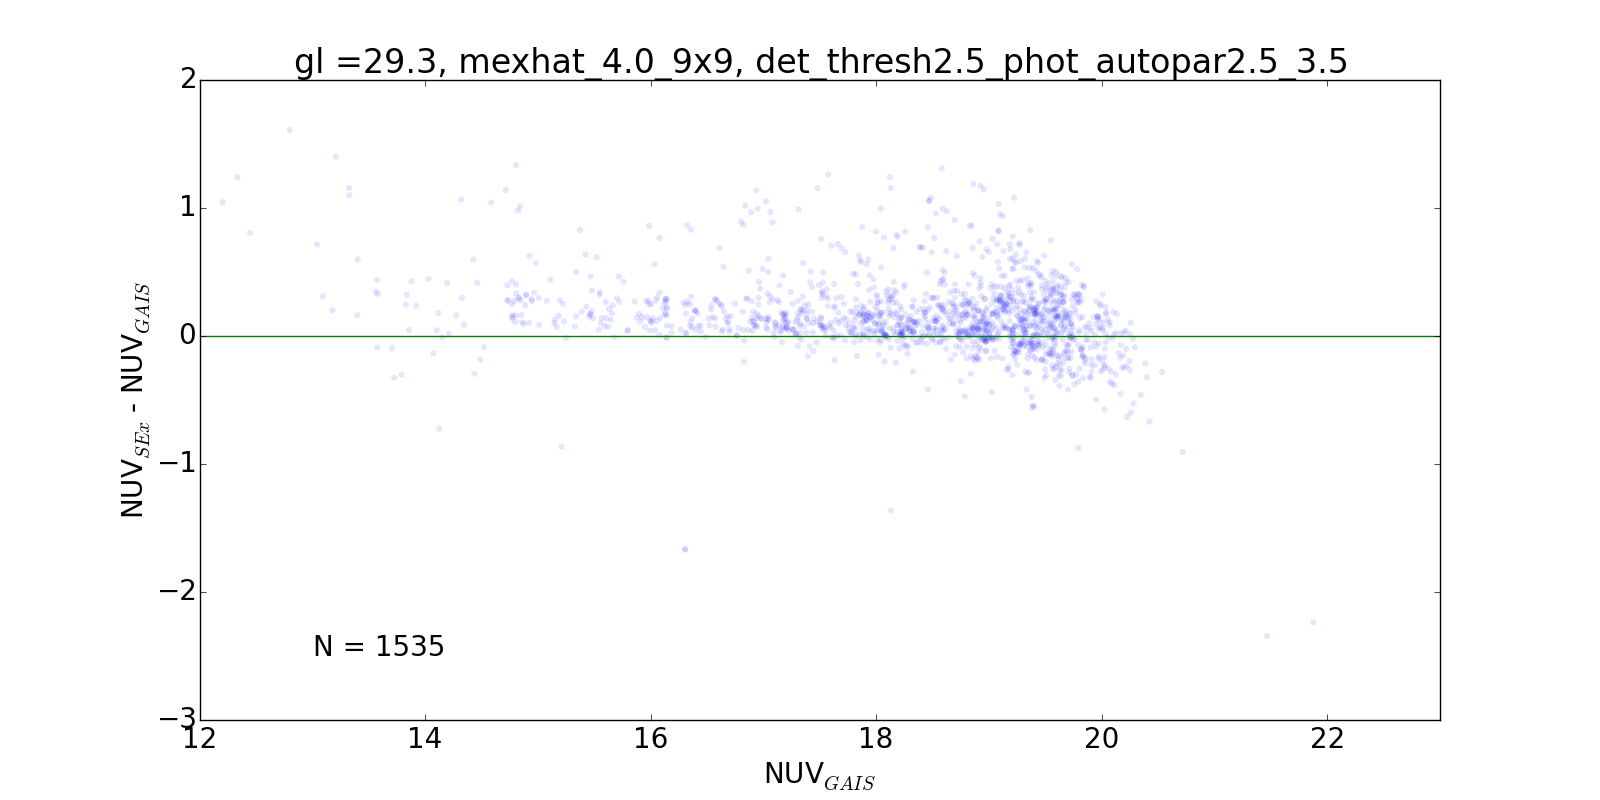 gl =29.3, mexhat_4.0_9x9, det_thresh2.5_phot_autopar2.5_3.5
2
1
0
−1
−2
−3
NUV_SEx - NUV_GAIS
N = 1535
12 14 16 18 20 22
NUV_GAIS